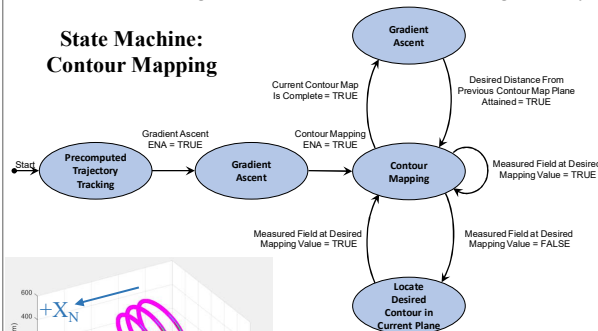 State Machine:
Contour Mapping
Gradient
Ascent
Current Contour Map
Is Complete = TRUE
Desired Distance From
Previous Contour Map Plane
Attained = TRUE
Start
Precomputed
Trajectory
Tracking
Gradient Ascent
ENA = TRUE
Gradient
Ascent
Contour Mapping
ENA = TRUE
Contour
Mapping
Measured Field at Desired
Mapping Value = TRUE
Measured Field at Desired
Mapping Value = TRUE
Measured Field at Desired
Mapping Value = FALSE
Locate
Desired
Contour in
Current Plane
600
400
+X_N